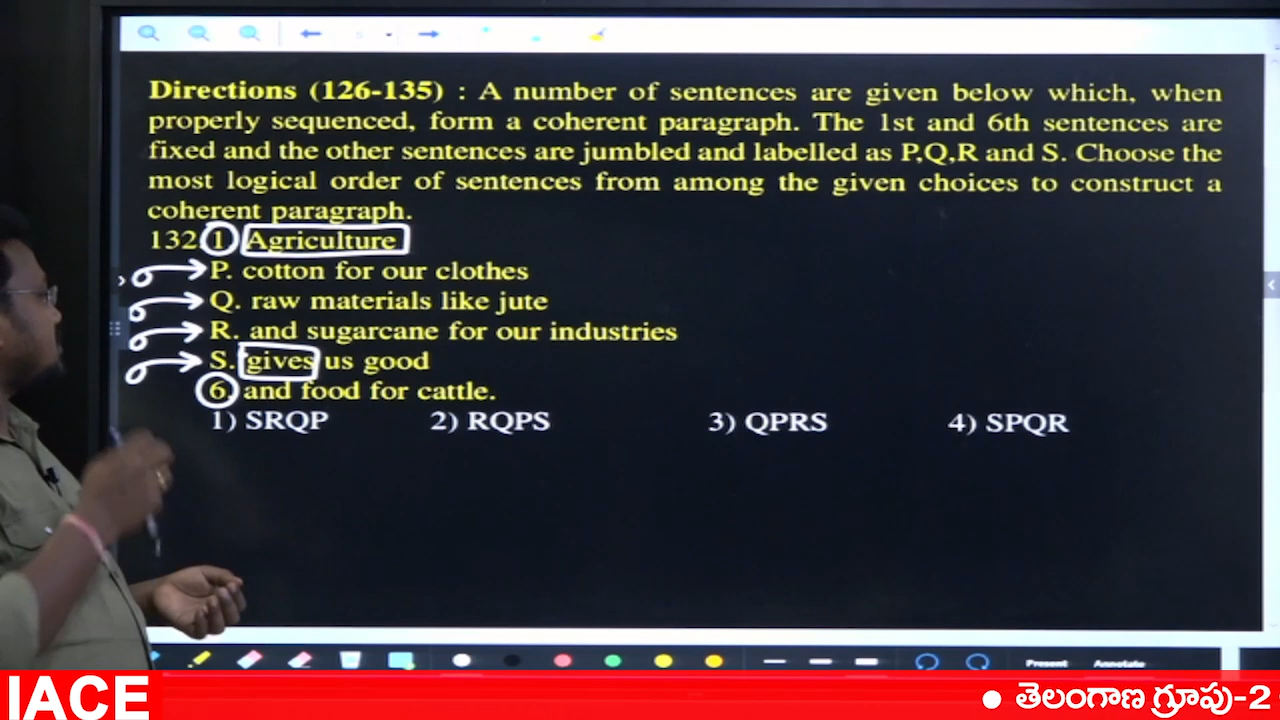 Directions (126-135) : A number of sentences are given below which, when
properly sequenced, form a coherent paragraph. The 1st and 6th sentences are
fixed and the other sentences are jumbled and labelled as P,Q,R and S. Choose the
most logical order of sentences from among the given choices to construct a
coherent paragraph.
132. 1. Agriculture
P. cotton for our clothes
Q. raw materials like jute
R. and sugarcane for our industries
S. gives us good
6. and food for cattle.
1) SRQP 2) RQPS 3) QPRS 4) SPQR
Present Annotate
IACE ● తెలంగాణ గ్రూపు-2